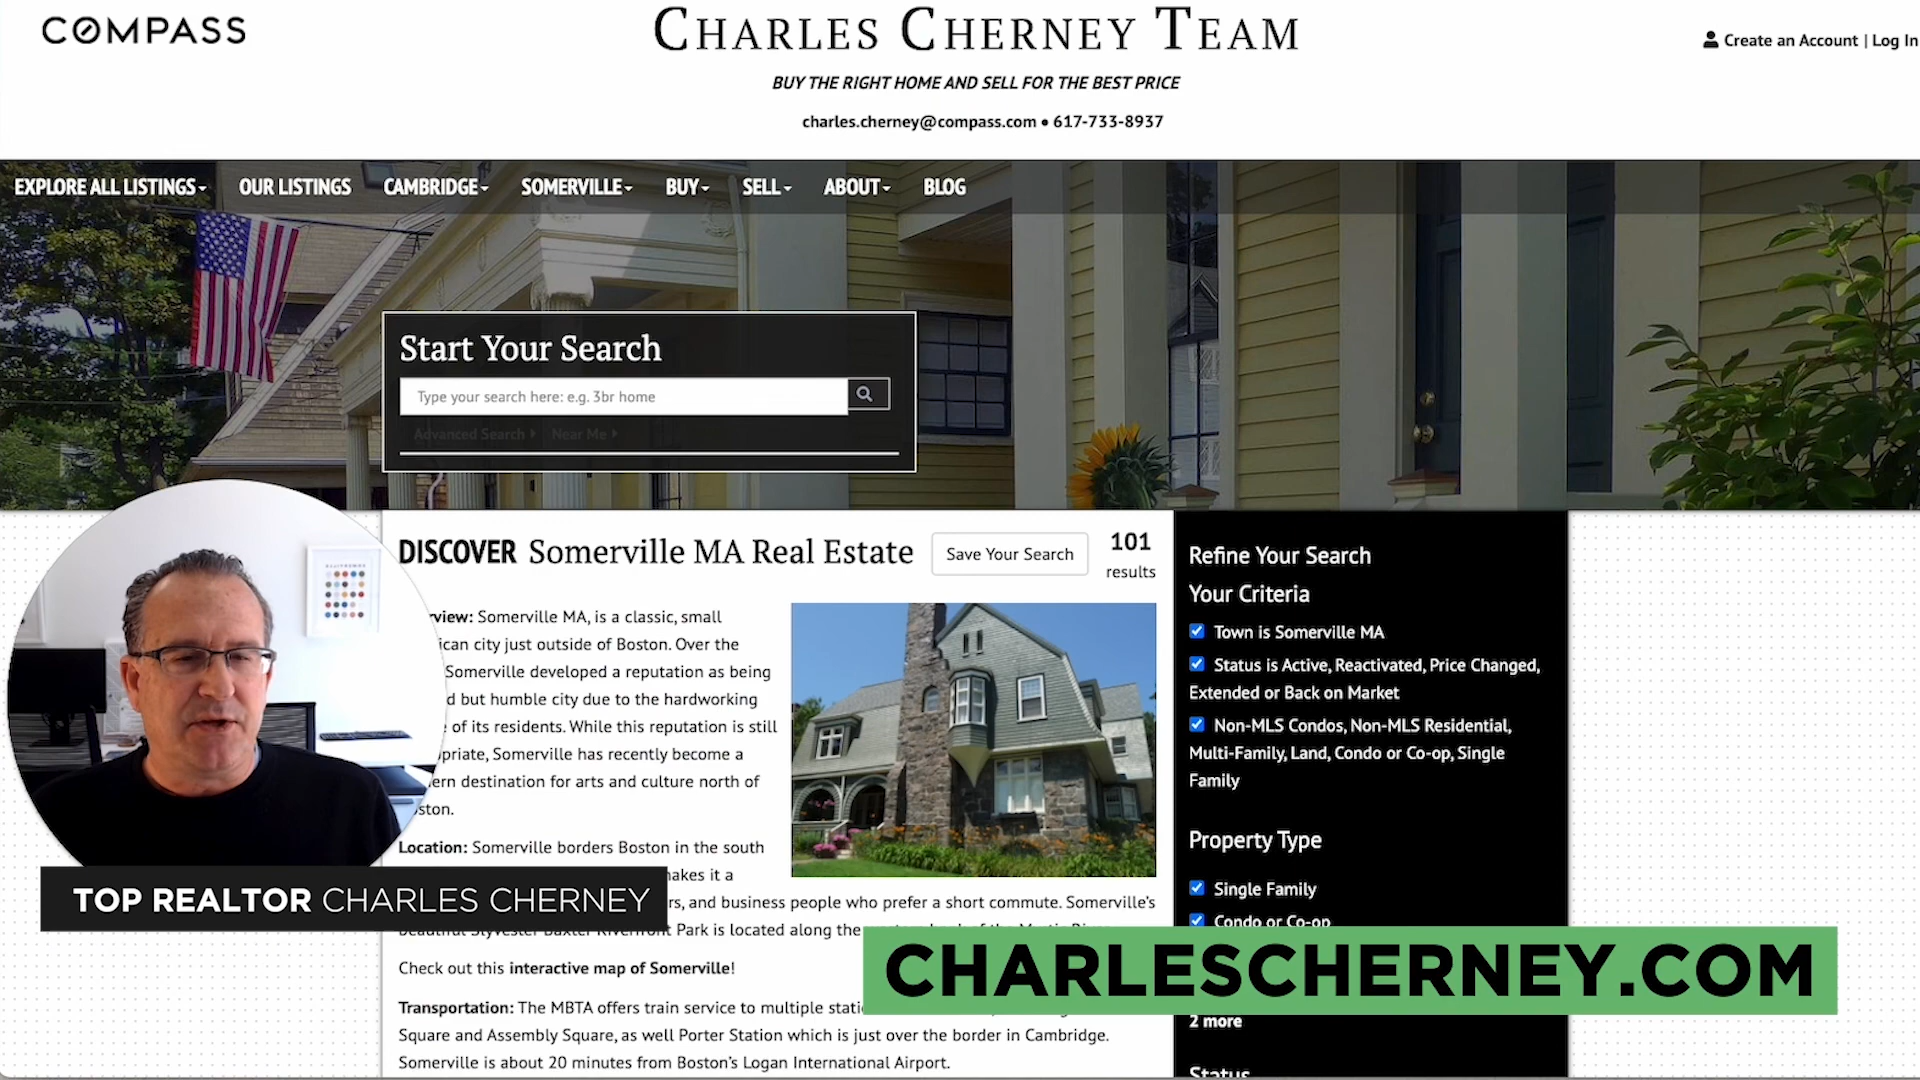 COMPASS
CHARLES CHERNEY TEAM
Create an Account | Log In
BUY THE RIGHT HOME AND SELL FOR THE BEST PRICE
charles.cherney@compass.com • 617-733-8937
EXPLORE ALL LISTINGS OUR LISTINGS CAMBRIDGE SOMERVILLE BUY SELL ABOUT BLOG
Start Your Search
Type your search here: e.g. 3br home
Advanced Search Near Me
DISCOVER Somerville MA Real Estate
Save Your Search
101
results
rview: Somerville MA, is a classic, small
ican city just outside of Boston. Over the
Somerville developed a reputation as being
d but humble city due to the hardworking
of its residents. While this reputation is still
opriate, Somerville has recently become a
ern destination for arts and culture north of
ston.
Location: Somerville borders Boston in the south
akes it a
rs, and business people who prefer a short commute. Somerville's
Park is located along the
Check out this interactive map of Somerville!
Transportation: The MBTA offers train service to multiple stati
Square and Assembly Square, as well Porter Station which is just over the border in Cambridge.
Somerville is about 20 minutes from Boston's Logan International Airport.
Refine Your Search
Your Criteria
Town is Somerville MA
Status is Active, Reactivated, Price Changed,
Extended or Back on Market
Non-MLS Condos, Non-MLS Residential,
Multi-Family, Land, Condo or Co-op, Single
Family
Property Type
Single Family
Condo or Co-op
2 more
Status
TOP REALTOR CHARLES CHERNEY
CHARLESCHERNEY.COM